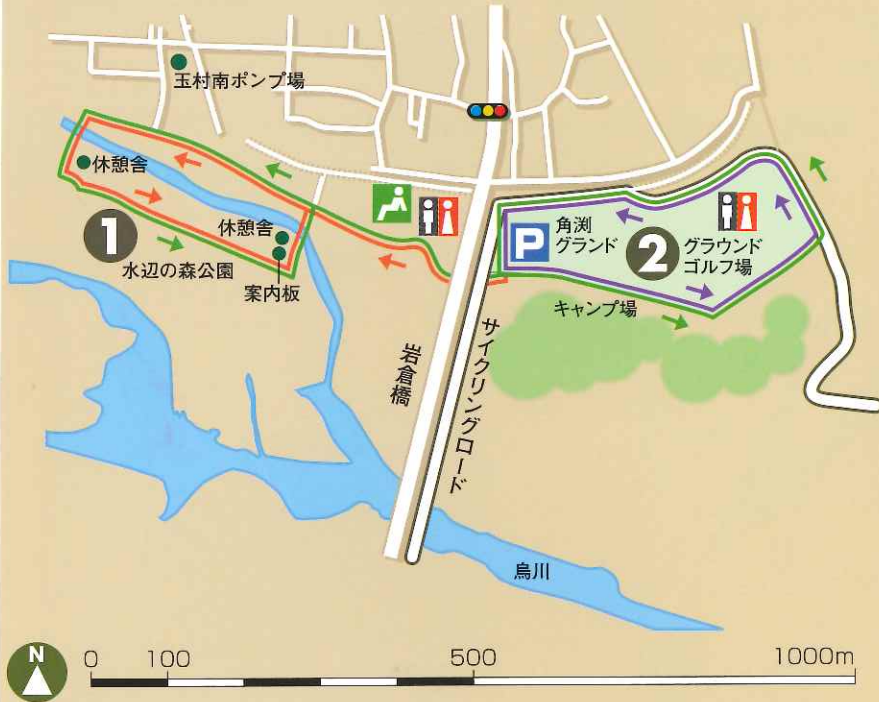 玉村南ポンプ場
休憩舎
1
休憩舎
水辺の森公園
案内板
P
角渕
グランド
2
グラウンド
ゴルフ場
キャンプ場
岩倉橋
サイクリングロード
烏川
N
0
100
500
1000m